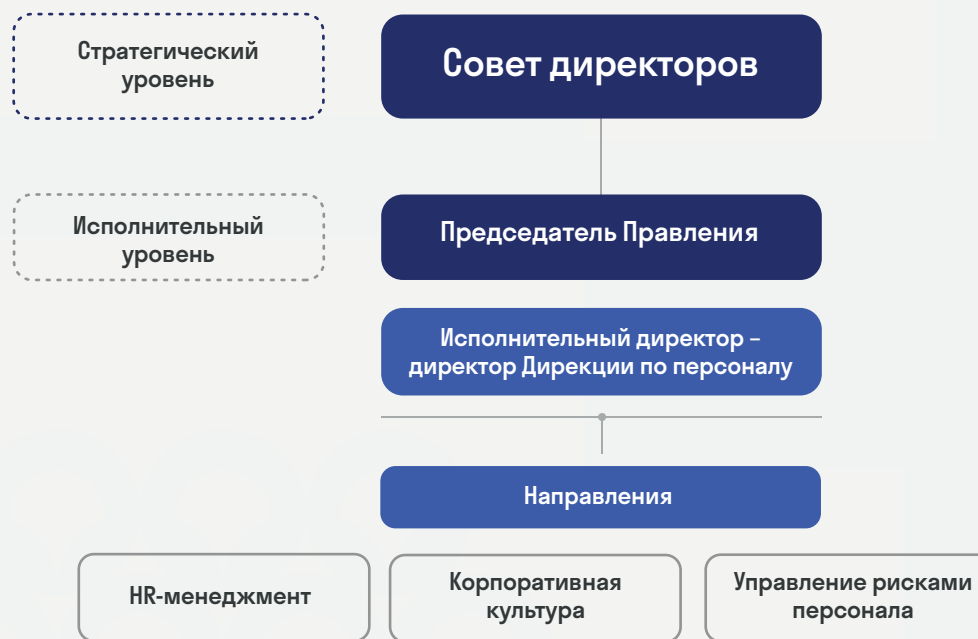 Стратегический
уровень
Совет директоров
Исполнительный
уровень
Председатель Правления
Исполнительный директор –
директор Дирекции по персоналу
Направления
HR-менеджмент
Корпоративная
культура
Управление рисками
персонала